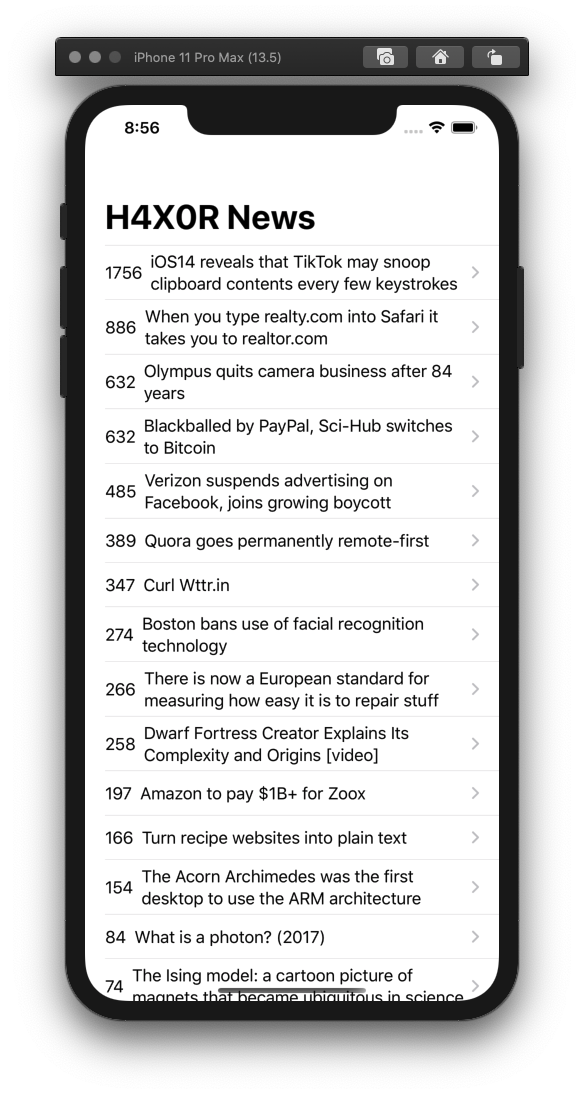 iPhone 11 Pro Max (13.5)
8:56
H4X0R News
1756 iOS14 reveals that TikTok may snoop
clipboard contents every few keystrokes
886 When you type realty.com into Safari it
takes you to realtor.com
632 Olympus quits camera business after 84
years
632 Blackballed by PayPal, Sci-Hub switches
to Bitcoin
485 Verizon suspends advertising on
Facebook, joins growing boycott
389 Quora goes permanently remote-first
347 Curl Wttr.in
274 Boston bans use of facial recognition
technology
266 There is now a European standard for
measuring how easy it is to repair stuff
258 Dwarf Fortress Creator Explains Its
Complexity and Origins [video]
197 Amazon to pay $1B+ for Zoox
166 Turn recipe websites into plain text
154 The Acorn Archimedes was the first
desktop to use the ARM architecture
84 What is a photon? (2017)
74 The Ising model: a cartoon picture of
magnets that became ubiquitous in science